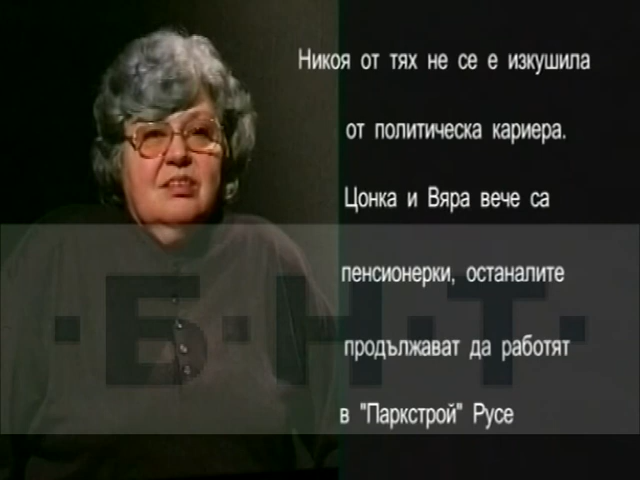 Никоя от тях не се е изкушила
от политическа кариера.
Цонка и Вяра вече са
пенсионерки, останалите
·Б·Н·Т·
продължават да работят
в "Паркстрой" Русе